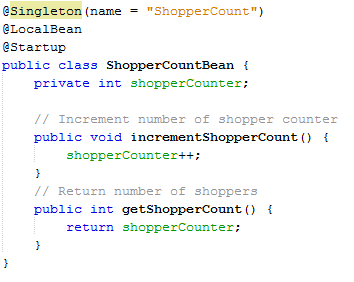 @Singleton(name = "ShopperCount")
@LocalBean
@Startup
public class ShopperCountBean {
    private int shopperCounter;

    // Increment number of shopper counter
    public void incrementShopperCount() {
        shopperCounter++;
    }
    // Return number of shoppers
    public int getShopperCount() {
        return shopperCounter;
    }
}